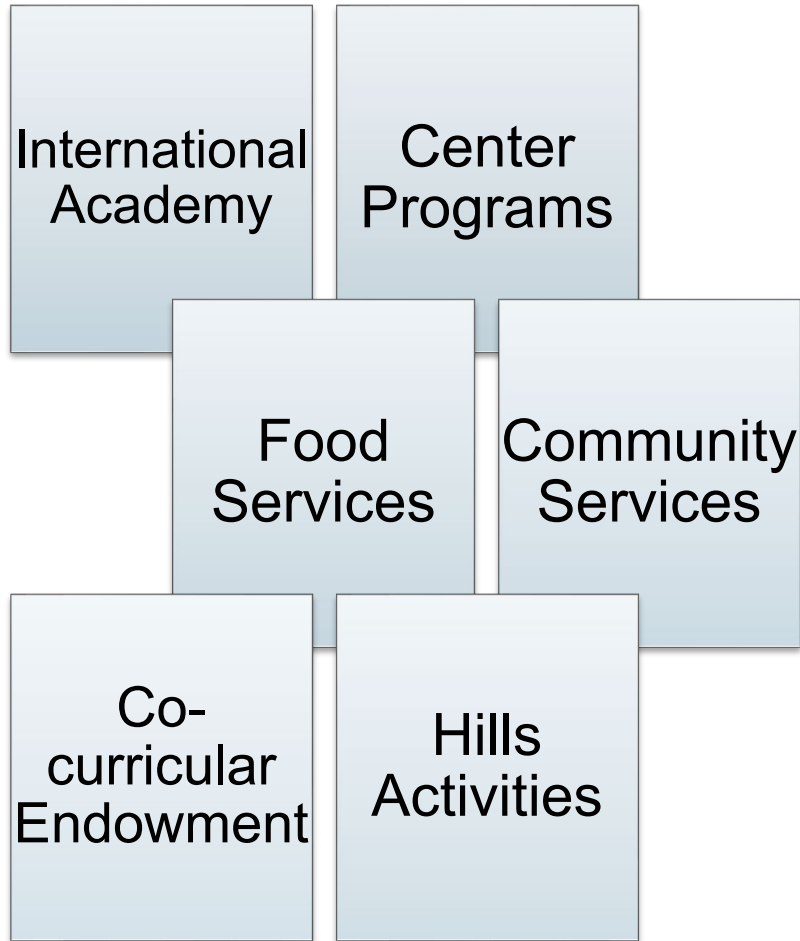 International
Academy
Center
Programs
Food
Services
Community
Services
Co-
curricular
Endowment
Hills
Activities